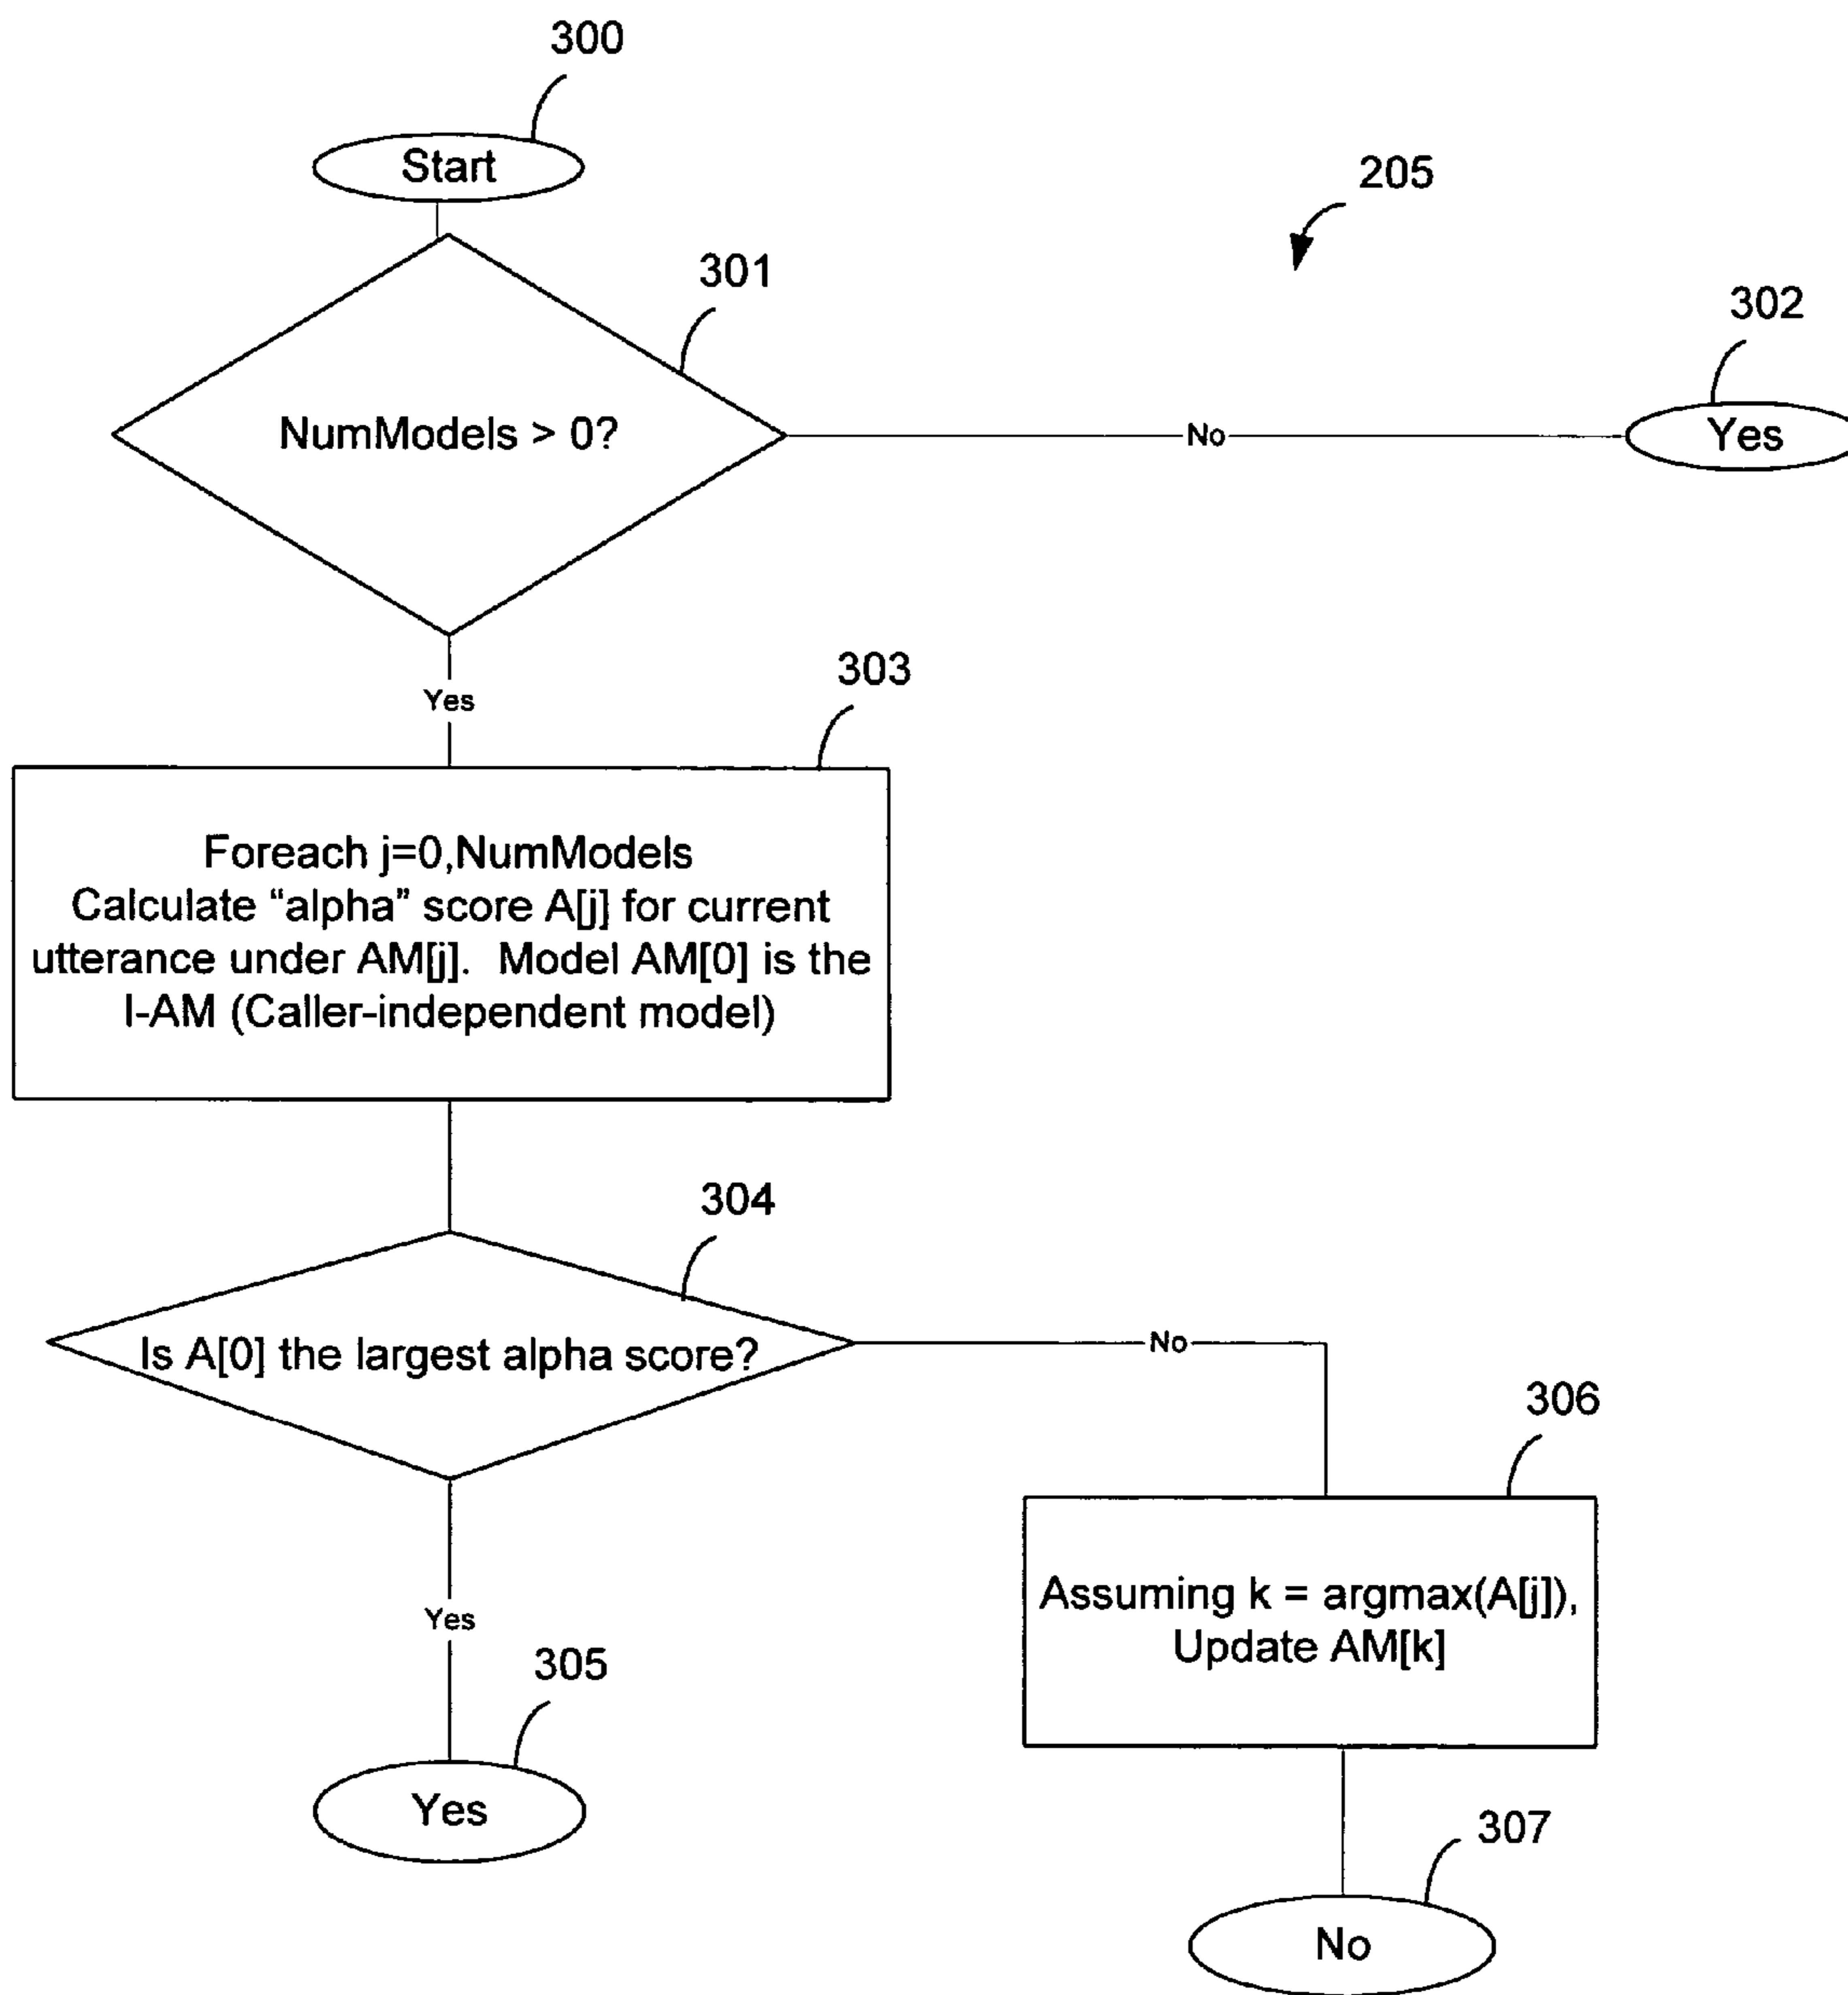 300
Start
205
301
302
NumModels > 0?
No
Yes
Yes
303
Foreach j=0,NumModels
Calculate “alpha” score A[j] for current
utterance under AM[j].  Model AM[0] is the
I-AM (Caller-independent model)
304
Is A[0] the largest alpha score?
No
306
Assuming k = argmax(A[j]),
Update AM[k]
Yes
305
Yes
307
No